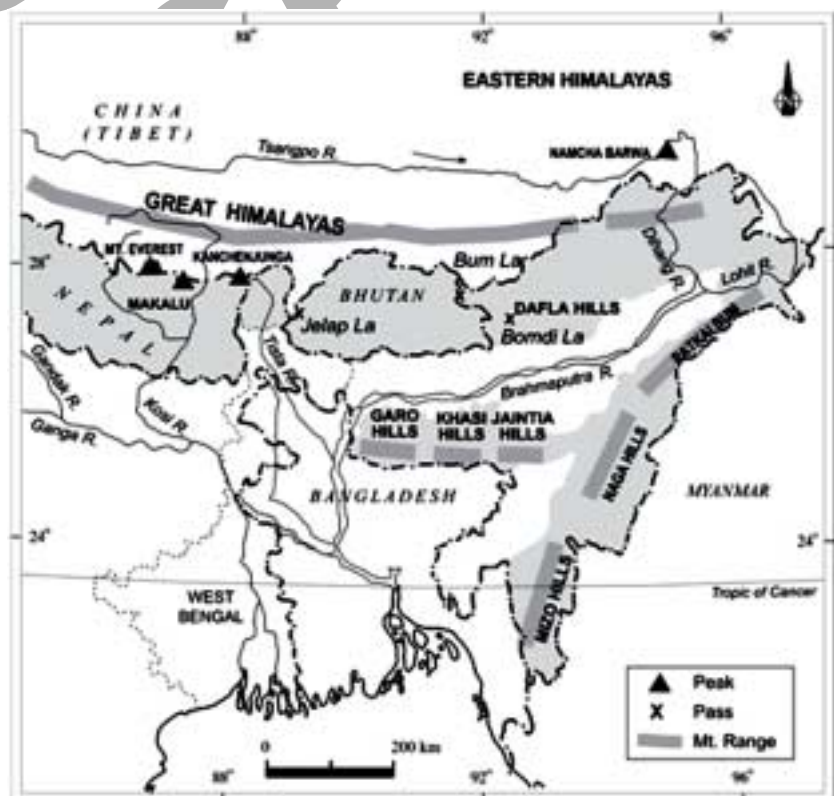 88°
92°
96°
EASTERN HIMALAYAS
N
CHINA
(TIBET)
Tsangpo R.
NAMCHA BARWA
GREAT HIMALAYAS
MT. EVEREST
KANCHENJUNGA
Bum La
Dihang R.
Lohit R.
28°
MAKALU
BHUTAN
DAFLA HILLS
NEPAL
Jelap La
Bomdi La
PATKAI BUM
Tista R.
Gandak R.
Kosi R.
Ganga R.
Brahmaputra R.
GARO
HILLS
KHASI
HILLS
JAINTIA
HILLS
NAGA HILLS
BANGLADESH
MYANMAR
24°
24°
WEST
BENGAL
MIZO HILLS
Tropic of Cancer
Peak
X Pass
Mt. Range
0
200 km
88°
92°
96°